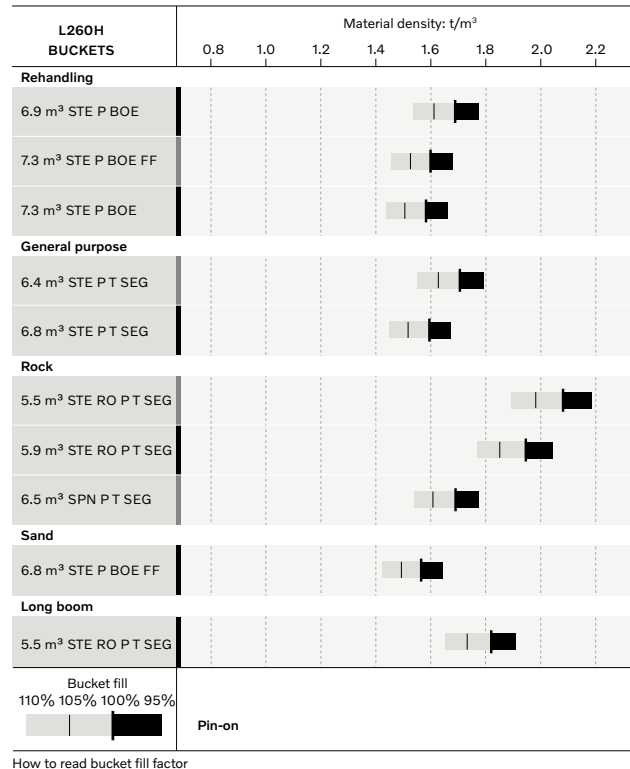 L260H
BUCKETS
Material density: t/m³
0.8 1.0 1.2 1.4 1.6 1.8 2.0 2.2
Rehandling
6.9 m³ STE P BOE
7.3 m³ STE P BOE FF
7.3 m³ STE P BOE
General purpose
6.4 m³ STE P T SEG
6.8 m³ STE P T SEG
Rock
5.5 m³ STE RO P T SEG
5.9 m³ STE RO P T SEG
6.5 m³ SPN P T SEG
Sand
6.8 m³ STE P BOE FF
Long boom
5.5 m³ STE RO P T SEG
Bucket fill
110% 105% 100% 95%
Pin-on
How to read bucket fill factor